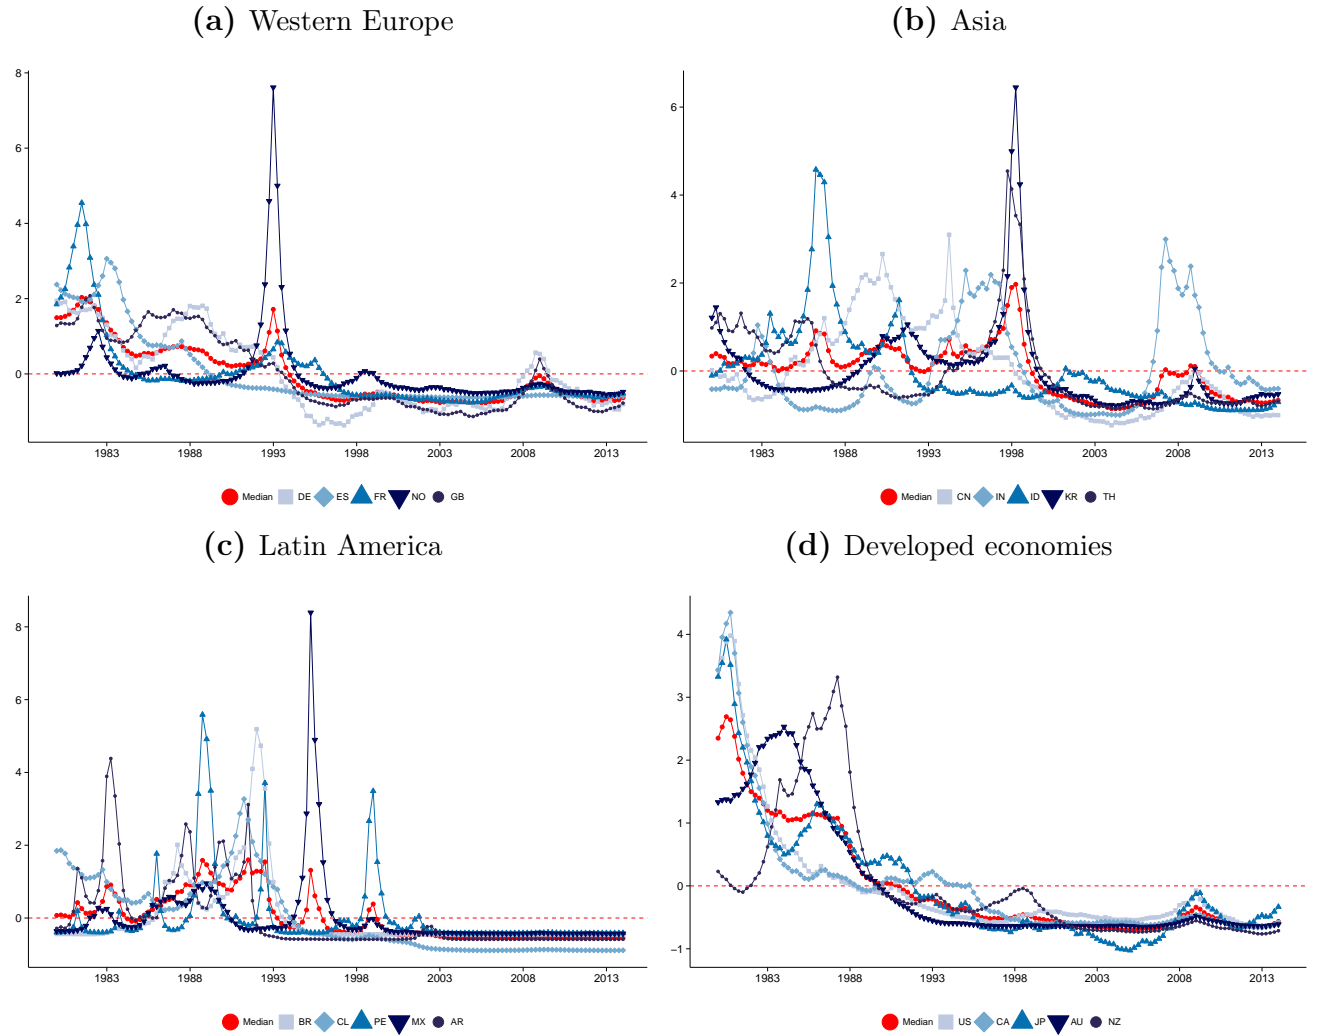 (a) Western Europe
8
6
4
2
0
1983 1988 1993 1998 2003 2008 2013
Median DE ES FR NO GB
(b) Asia
6
4
2
0
1983 1988 1993 1998 2003 2008 2013
Median CN IN ID KR TH
(c) Latin America
8
6
4
2
0
1983 1988 1993 1998 2003 2008 2013
Median BR CL PE MX AR
(d) Developed economies
4
3
2
1
0
−1
1983 1988 1993 1998 2003 2008 2013
Median US CA JP AU NZ